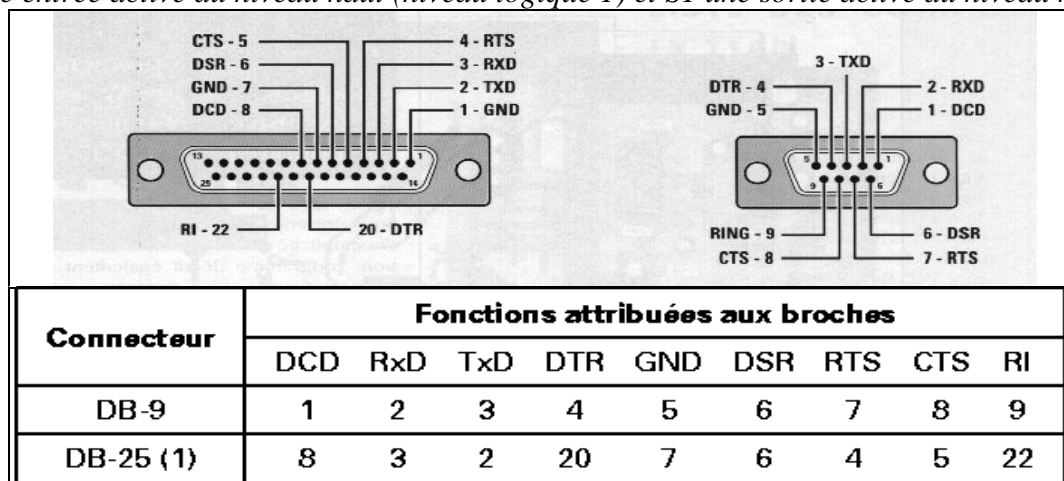 CTS - 5
DSR - 6
GND - 7
DCD - 8
4 - RTS
3 - RXD
2 - TXD
1 - GND
13
1
25
14
RI - 22
20 - DTR
3 - TXD
DTR - 4
GND - 5
2 - RXD
1 - DCD
5
1
9
6
RING - 9
CTS - 8
6 - DSR
7 - RTS
Connecteur
Fonctions attribuées aux broches
DCD RxD TxD DTR GND DSR RTS CTS RI
DB-9 1 2 3 4 5 6 7 8 9
DB-25 (1) 8 3 2 20 7 6 4 5 22